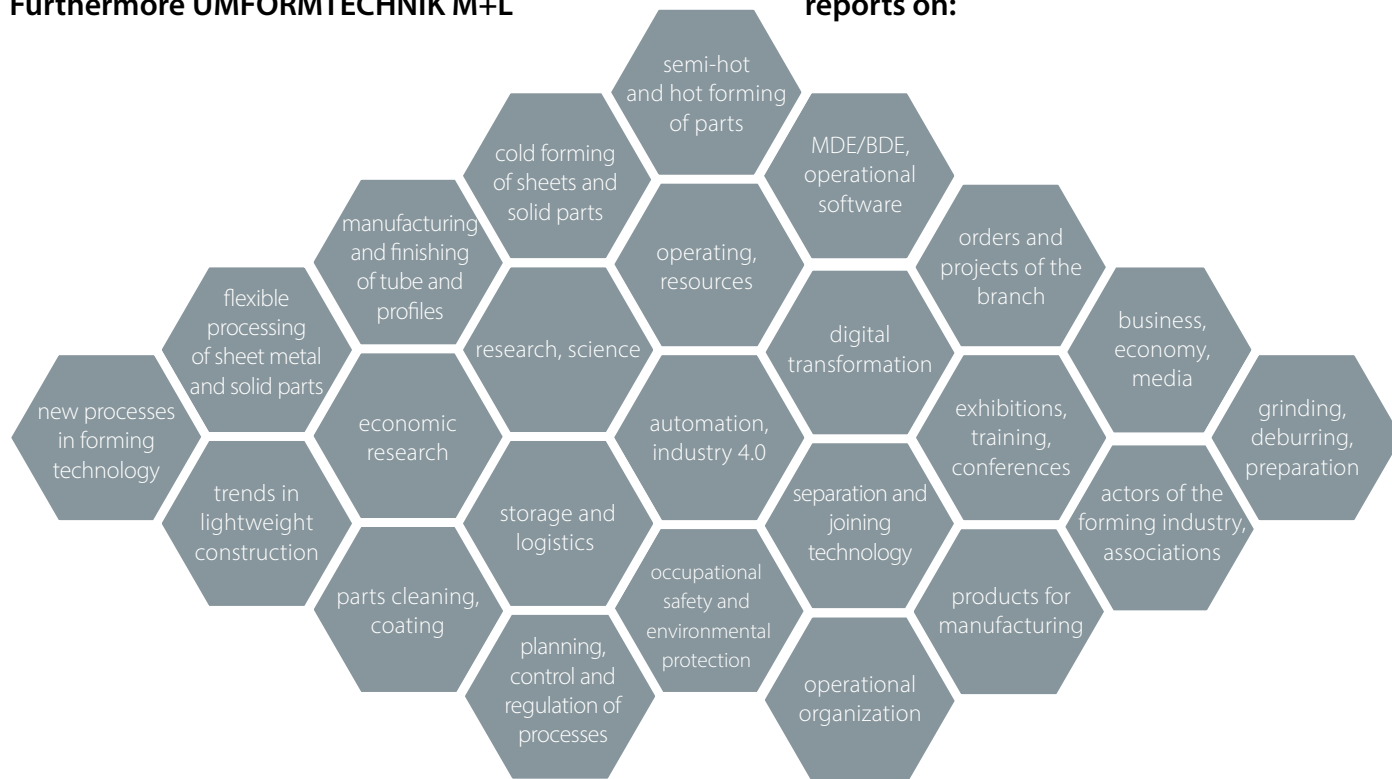 Furthermore UMFORMTECHNIK M+L reports on:
semi-hot
and hot forming
of parts
cold forming
of sheets and
solid parts
MDE/BDE,
operational
software
manufacturing
and finishing
of tube and
profiles
operating,
resources
orders and
projects of the
branch
flexible
processing
of sheet metal
and solid parts
research, science
digital
transformation
business,
economy,
media
new processes
in forming
technology
economic
research
automation,
industry 4.0
exhibitions,
training,
conferences
grinding,
deburring,
preparation
trends in
lightweight
construction
storage and
logistics
separation and
joining
technology
actors of the
forming industry,
associations
parts cleaning,
coating
occupational
safety and
environmental
protection
products for
manufacturing
planning,
control and
regulation of
processes
operational
organization